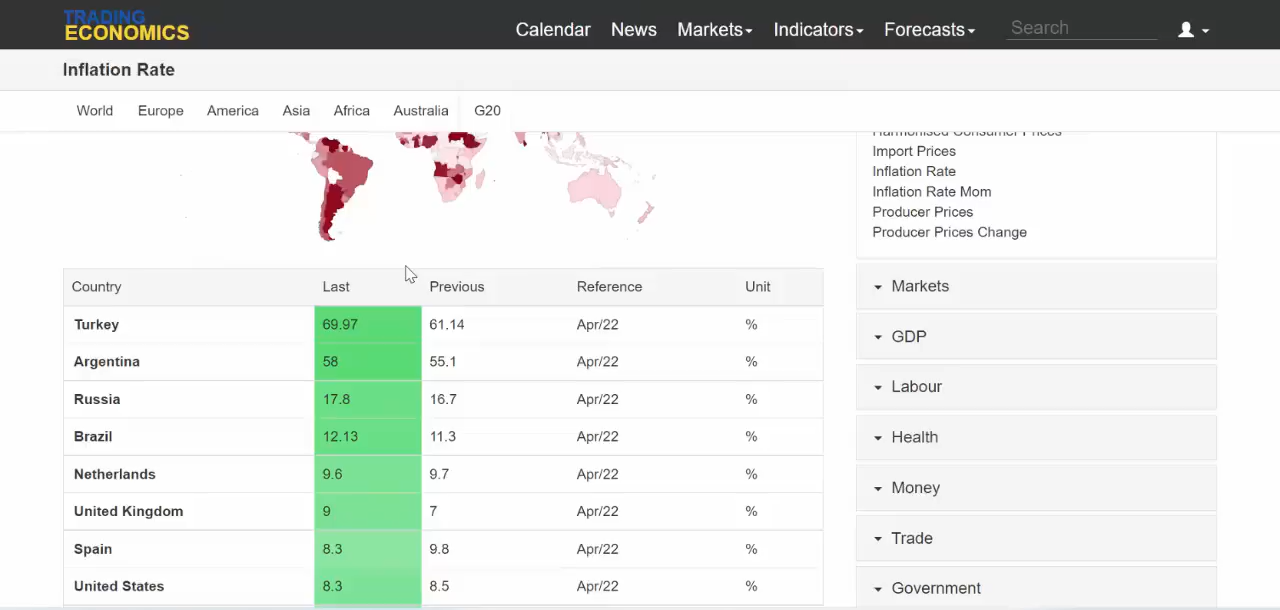 TRADING
ECONOMICS
Calendar News Markets Indicators Forecasts Search
Inflation Rate
World Europe America Asia Africa Australia G20
Harmonised Consumer Prices
Import Prices
Inflation Rate
Inflation Rate Mom
Producer Prices
Producer Prices Change
Country Last Previous Reference Unit
Turkey 69.97 61.14 Apr/22 %
Argentina 58 55.1 Apr/22 %
Russia 17.8 16.7 Apr/22 %
Brazil 12.13 11.3 Apr/22 %
Netherlands 9.6 9.7 Apr/22 %
United Kingdom 9 7 Apr/22 %
Spain 8.3 9.8 Apr/22 %
United States 8.3 8.5 Apr/22 %
Markets
GDP
Labour
Health
Money
Trade
Government